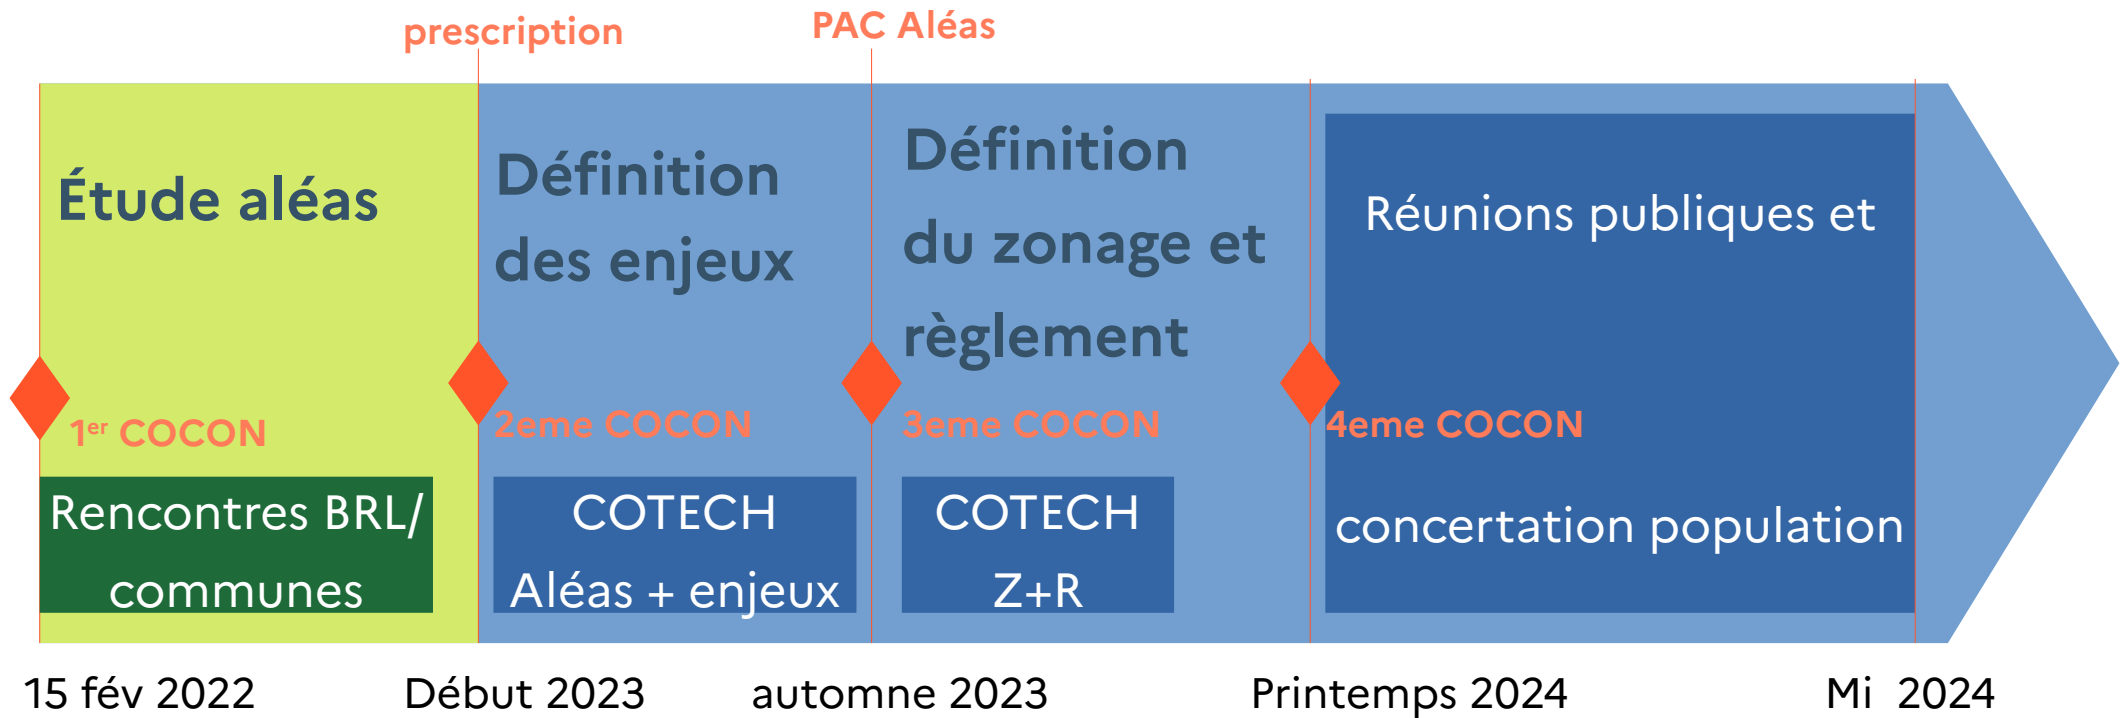 prescription
PAC Aléas
Étude aléas
1er COCON
Rencontres BRL/
communes
Définition
des enjeux
2eme COCON
COTECH
Aléas + enjeux
Définition
du zonage et
règlement
3eme COCON
COTECH
Z+R
Réunions publiques et
4eme COCON
concertation population
15 fév 2022
Début 2023
automne 2023
Printemps 2024
Mi 2024